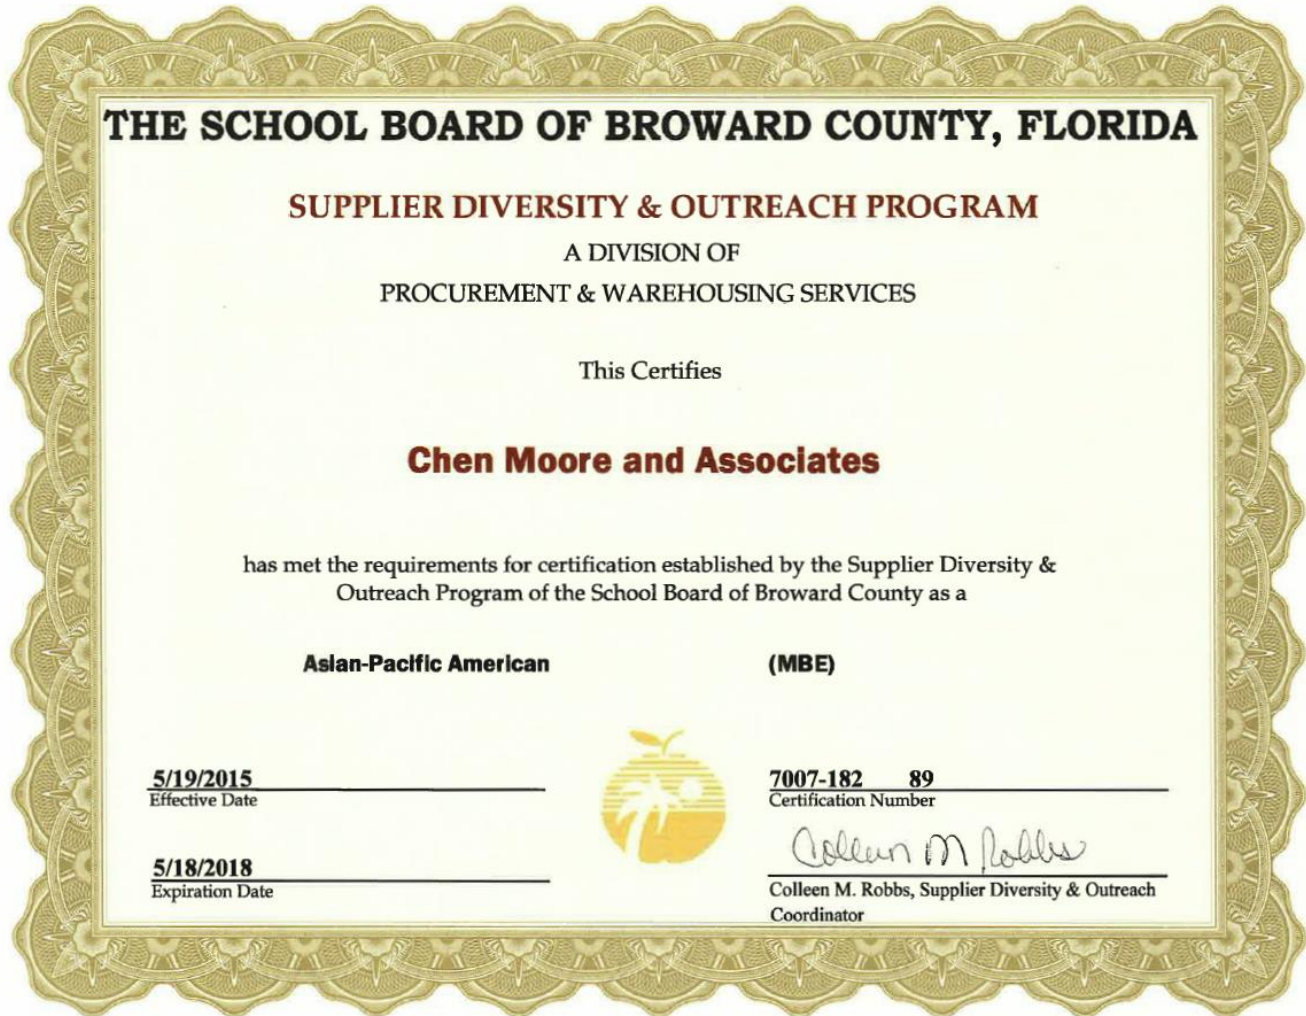 THE SCHOOL BOARD OF BROWARD COUNTY, FLORIDA
SUPPLIER DIVERSITY & OUTREACH PROGRAM
A DIVISION OF
PROCUREMENT & WAREHOUSING SERVICES
This Certifies
Chen Moore and Associates
has met the requirements for certification established by the Supplier Diversity &
Outreach Program of the School Board of Broward County as a
Asian-Pacific American (MBE)
5/19/2015
Effective Date
7007-182 89
Certification Number
Colleen M Robbs
5/18/2018
Expiration Date
Colleen M. Robbs, Supplier Diversity & Outreach
Coordinator